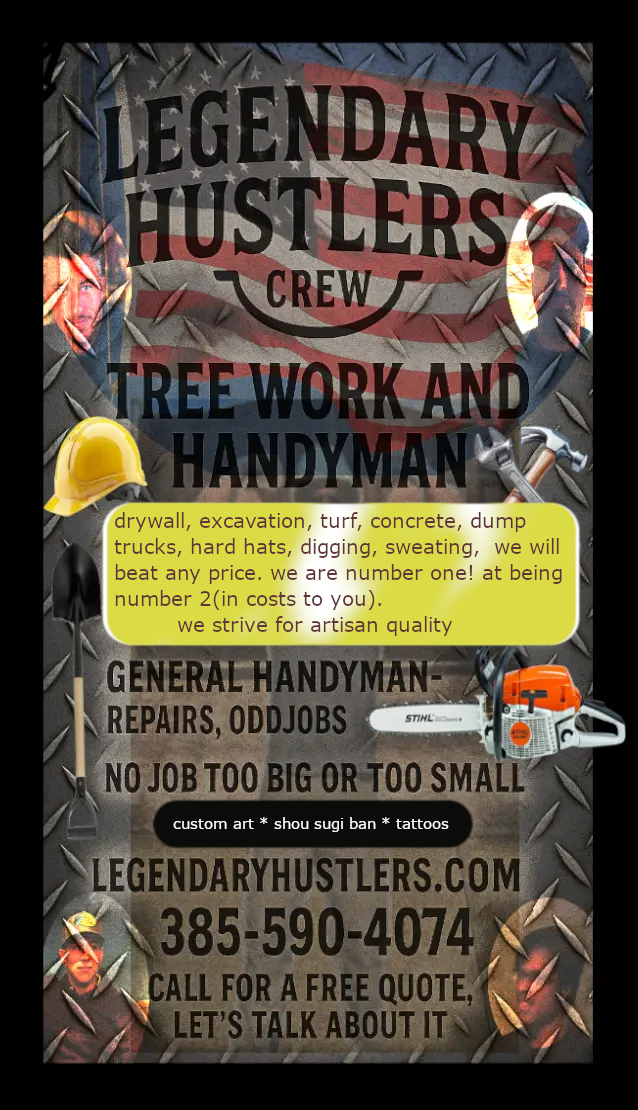 LEGENDARY
HUSTLERS
CREW
TREE WORK AND
HANDYMAN
drywall, excavation, turf, concrete, dump
trucks, hard hats, digging, sweating,  we will
beat any price. we are number one! at being
number 2(in costs to you).
we strive for artisan quality
GENERAL HANDYMAN-
REPAIRS, ODDJOBS
STIHL
NO JOB TOO BIG OR TOO SMALL
custom art * shou sugi ban * tattoos
LEGENDARYHUSTLERS.COM
385-590-4074
CALL FOR A FREE QUOTE,
LET'S TALK ABOUT IT